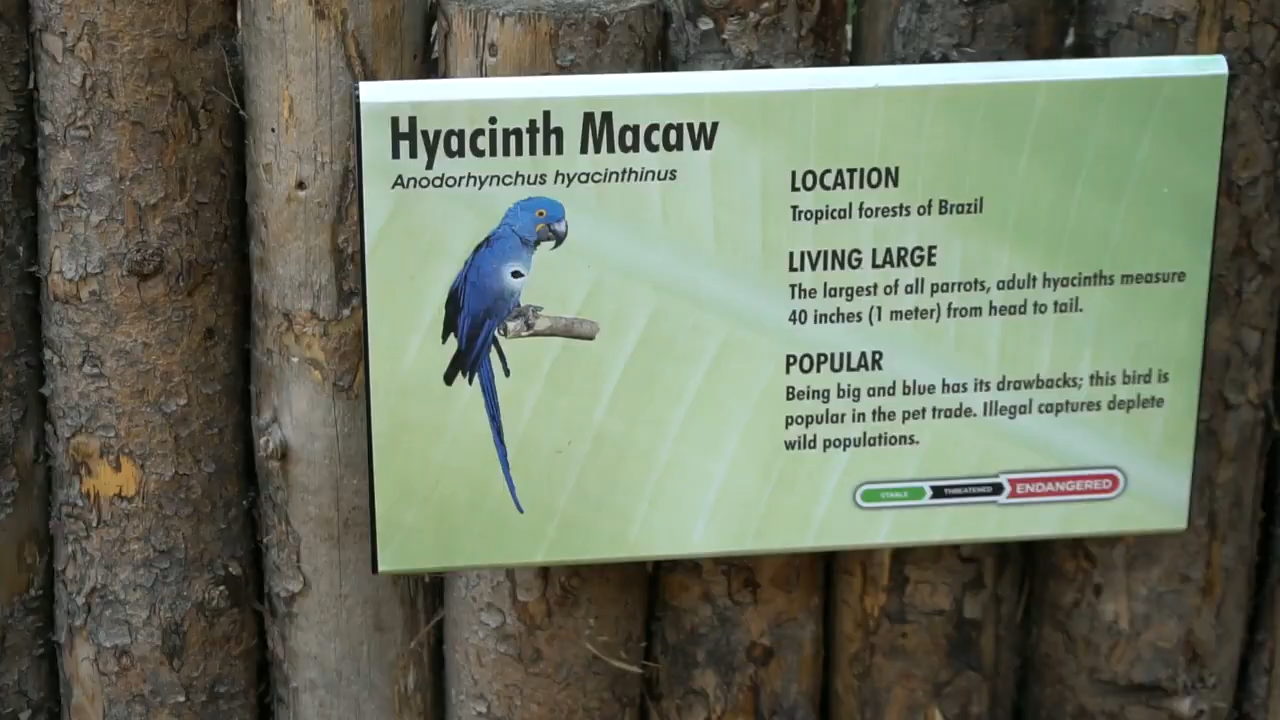 Hyacinth Macaw
Anodorhynchus hyacinthinus
LOCATION
Tropical forests of Brazil
LIVING LARGE
The largest of all parrots, adult hyacinths measure
40 inches (1 meter) from head to tail.
POPULAR
Being big and blue has its drawbacks; this bird is
popular in the pet trade. Illegal captures deplete
wild populations.
STABLE THREATENED ENDANGERED